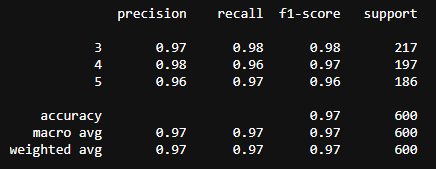 precision recall f1-score support
3 0.97 0.98 0.98 217
4 0.98 0.96 0.97 197
5 0.96 0.97 0.96 186
accuracy 0.97 600
macro avg 0.97 0.97 0.97 600
weighted avg 0.97 0.97 0.97 600